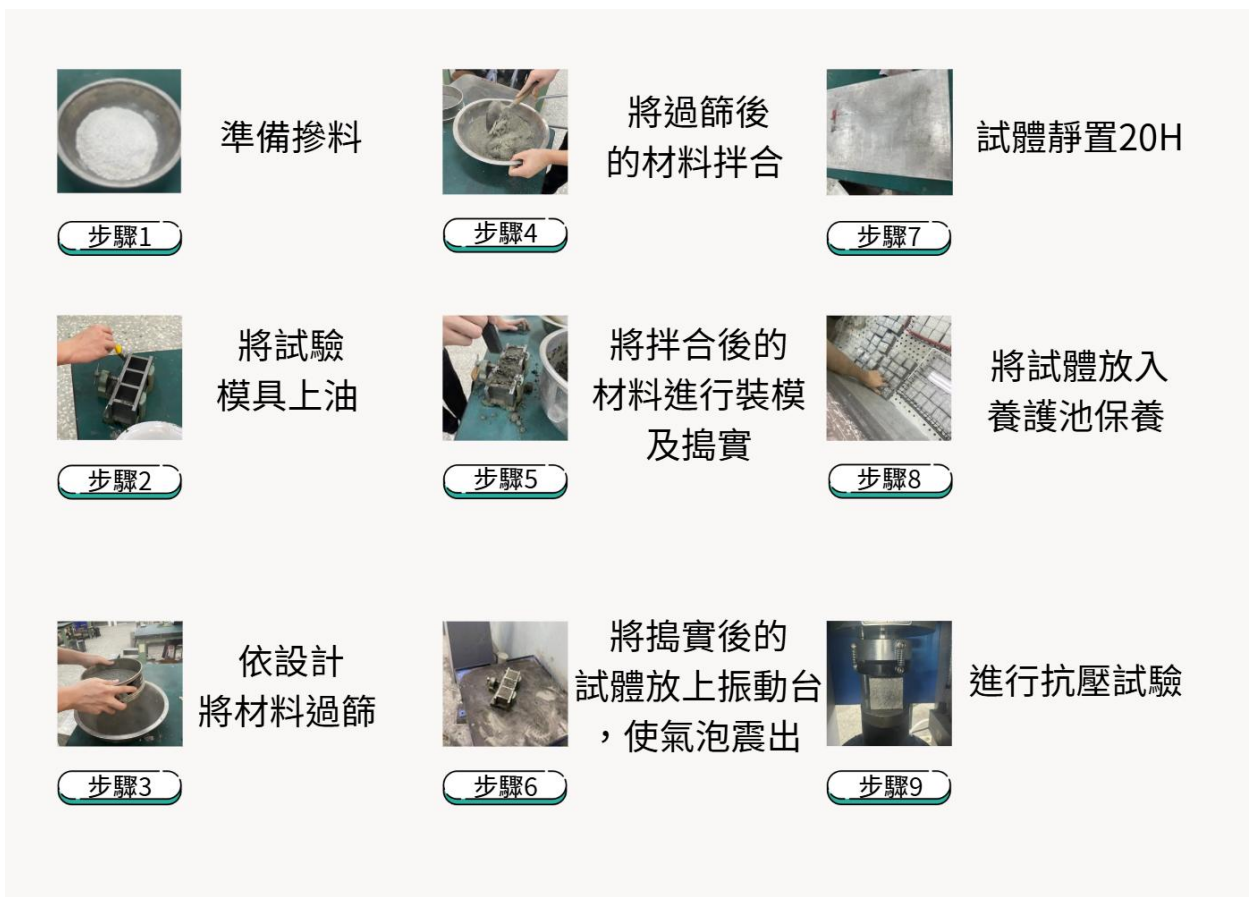 準備摻料
步驟1
將試驗
模具上油
步驟2
依設計
將材料過篩
步驟3
將過篩後
的材料拌合
步驟4
將拌合後的
材料進行裝模
及搗實
步驟5
將搗實後的
試體放上振動台
，使氣泡震出
步驟6
試體靜置20H
步驟7
將試體放入
養護池保養
步驟8
進行抗壓試驗
步驟9